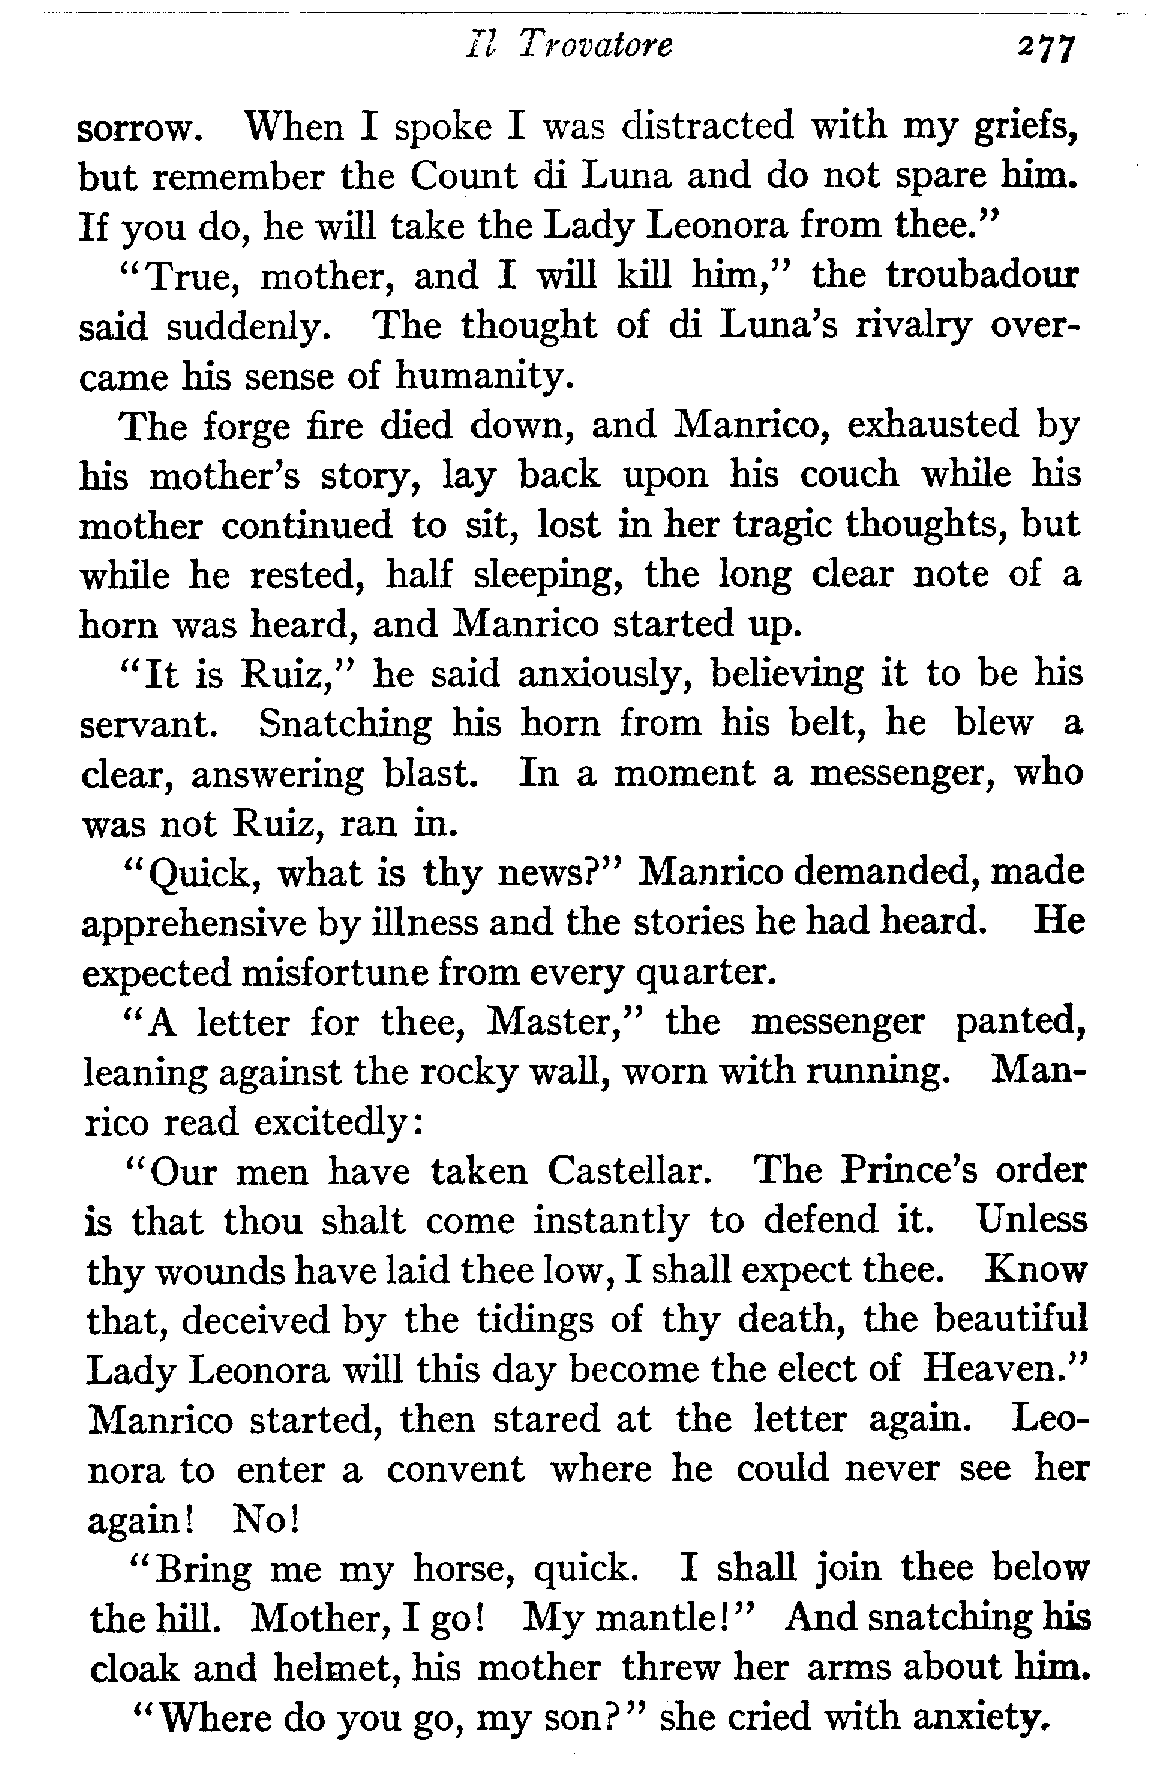 Il Trovatore 277
sorrow. When I spoke I was distracted with my griefs,
but remember the Count di Luna and do not spare him.
If you do, he will take the Lady Leonora from thee."
"True, mother, and I will kill him," the troubadour
said suddenly. The thought of di Luna's rivalry over-
came his sense of humanity.
The forge fire died down, and Manrico, exhausted by
his mother's story, lay back upon his couch while his
mother continued to sit, lost in her tragic thoughts, but
while he rested, half sleeping, the long clear note of a
horn was heard, and Manrico started up.
"It is Ruiz," he said anxiously, believing it to be his
servant. Snatching his horn from his belt, he blew a
clear, answering blast. In a moment a messenger, who
was not Ruiz, ran in.
"Quick, what is thy news?" Manrico demanded, made
apprehensive by illness and the stories he had heard. He
expected misfortune from every quarter.
"A letter for thee, Master," the messenger panted,
leaning against the rocky wall, worn with running. Man-
rico read excitedly:
"Our men have taken Castellar. The Prince's order
is that thou shalt come instantly to defend it. Unless
thy wounds have laid thee low, I shall expect thee. Know
that, deceived by the tidings of thy death, the beautiful
Lady Leonora will this day become the elect of Heaven."
Manrico started, then stared at the letter again. Leo-
nora to enter a convent where he could never see her
again! No!
"Bring me my horse, quick. I shall join thee below
the hill. Mother, I go! My mantle!" And snatching his
cloak and helmet, his mother threw her arms about him.
"Where do you go, my son?" she cried with anxiety.